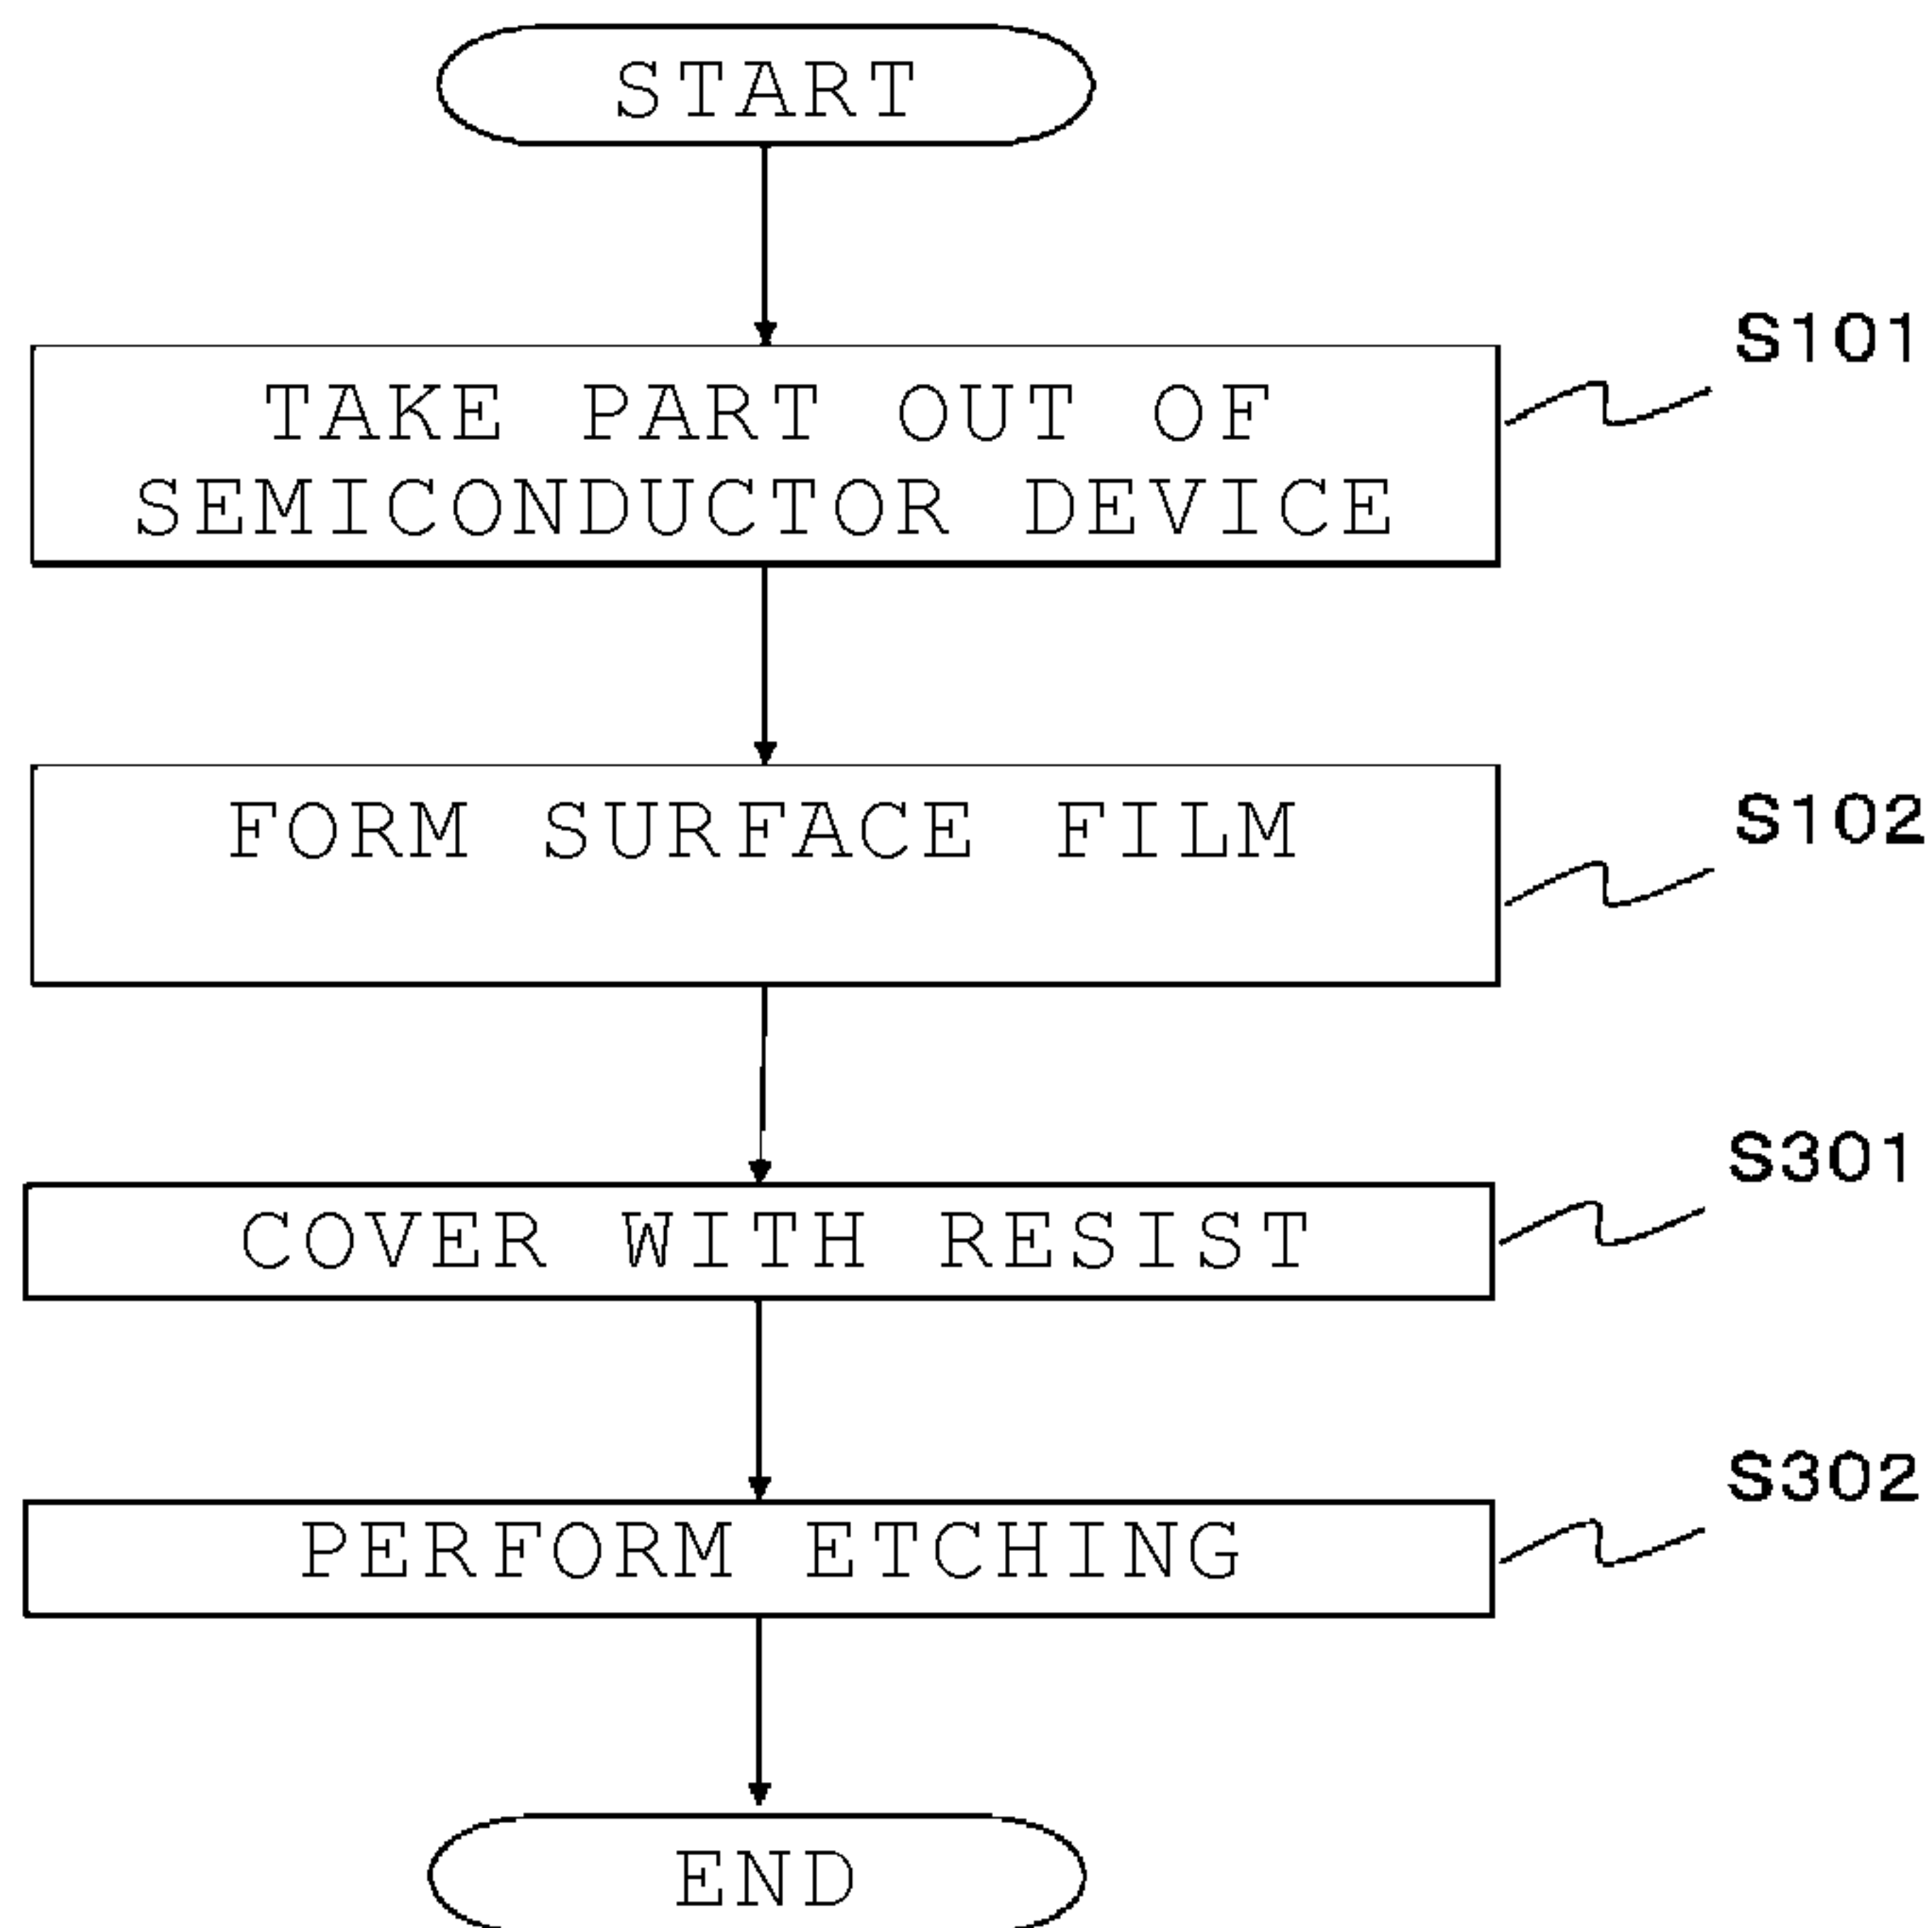 START
S101
TAKE PART OUT OF
SEMICONDUCTOR DEVICE
S102
FORM SURFACE FILM
S301
COVER WITH RESIST
S302
PERFORM ETCHING
END